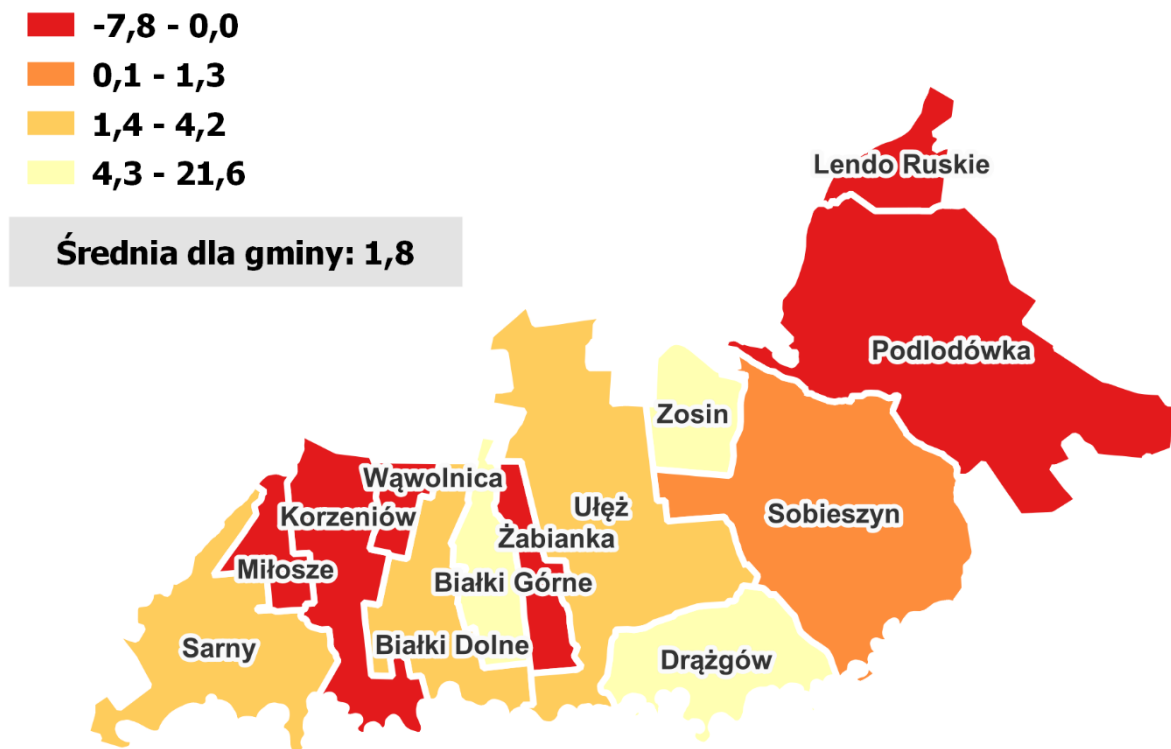 -7,8 - 0,0
0,1 - 1,3
1,4 - 4,2
4,3 - 21,6
Średnia dla gminy: 1,8
Lendo Ruskie
Podlodówka
Zosin
Wąwolnica
Ułęż
Korzeniów
Sobieszyn
Żabianka
Miłosze
Białki Górne
Sarny
Białki Dolne
Drążgów